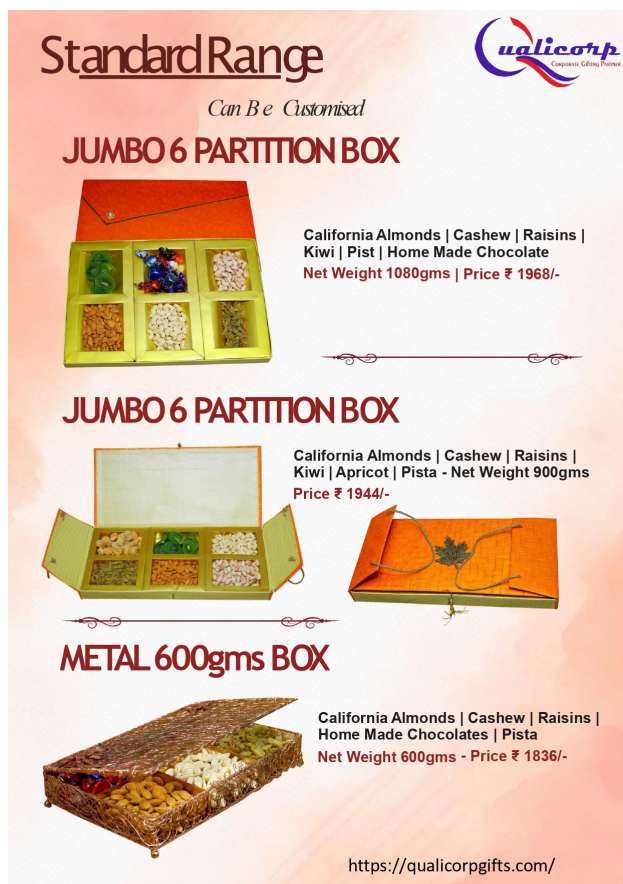 Standard Range
Qualicorp
Corporate Gifting Partner
Can Be Customised
JUMBO 6 PARTITION BOX
California Almonds | Cashew | Raisins |
Kiwi | Pist | Home Made Chocolate
Net Weight 1080gms | Price ₹ 1968/-
JUMBO 6 PARTITION BOX
California Almonds | Cashew | Raisins |
Kiwi | Apricot | Pista - Net Weight 900gms
Price ₹ 1944/-
METAL 600gms BOX
California Almonds | Cashew | Raisins |
Home Made Chocolates | Pista
Net Weight 600gms - Price ₹ 1836/-
https://qualicorpgifts.com/